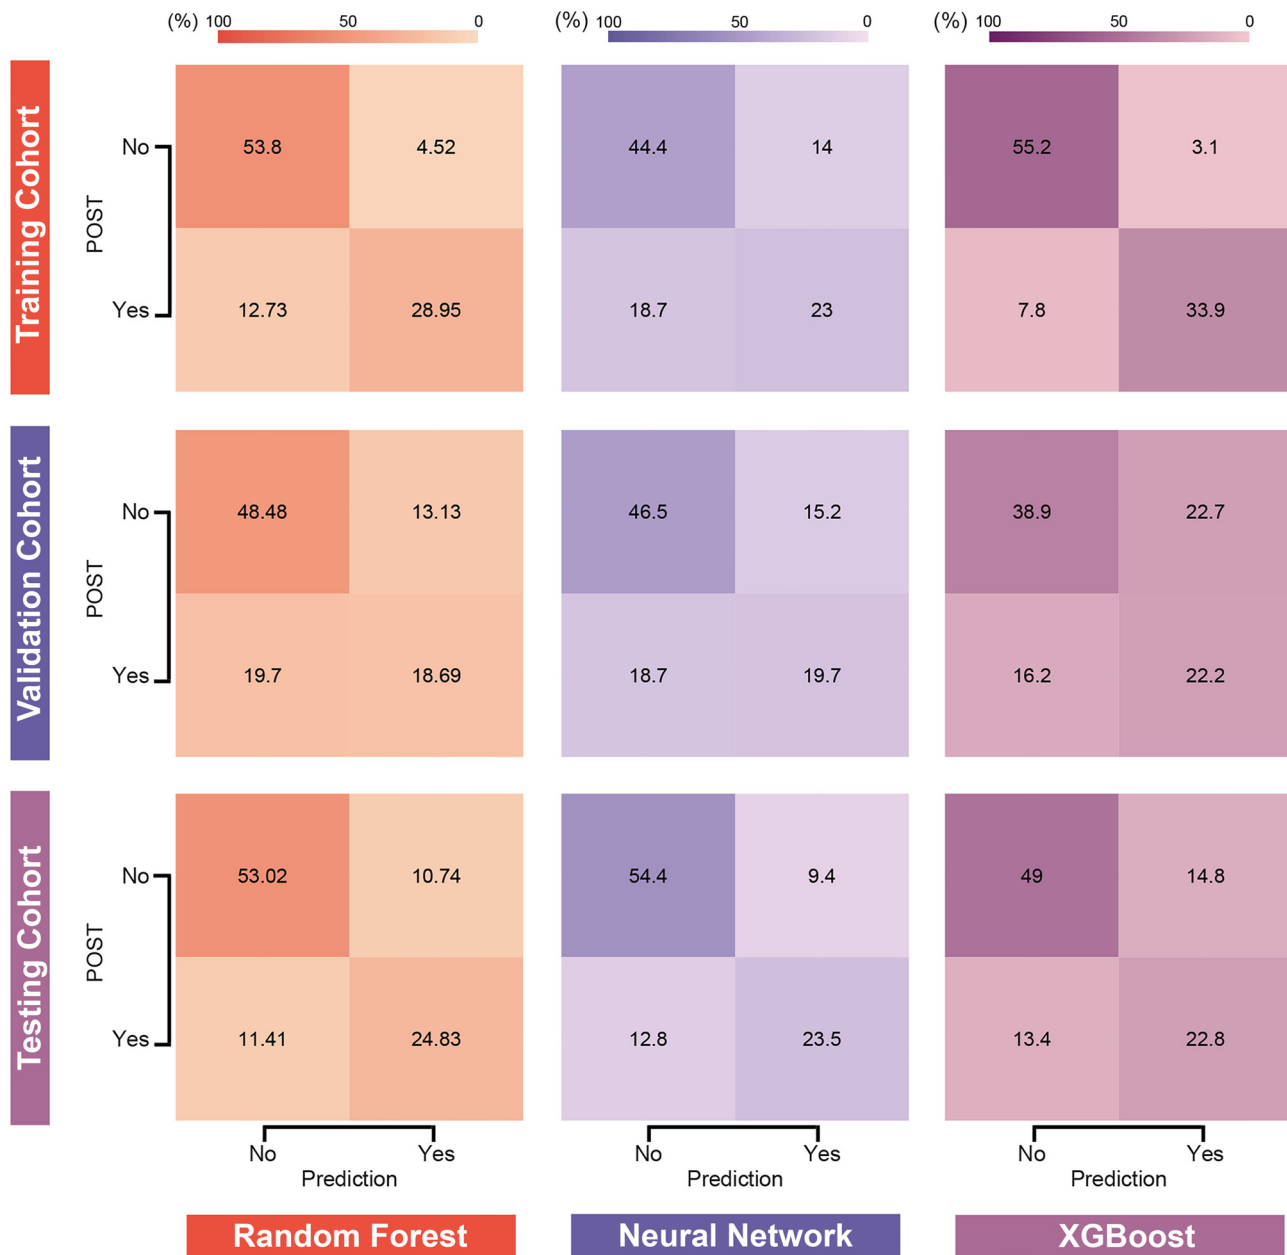 (%) 100 50 0
(%) 100 50 0
(%) 100 50 0
Training Cohort
POST
No 53.8 4.52 44.4 14 55.2 3.1
Yes 12.73 28.95 18.7 23 7.8 33.9
Validation Cohort
POST
No 48.48 13.13 46.5 15.2 38.9 22.7
Yes 19.7 18.69 18.7 19.7 16.2 22.2
Testing Cohort
POST
No 53.02 10.74 54.4 9.4 49 14.8
Yes 11.41 24.83 12.8 23.5 13.4 22.8
No Yes No Yes No Yes
Prediction Prediction Prediction
Random Forest Neural Network XGBoost